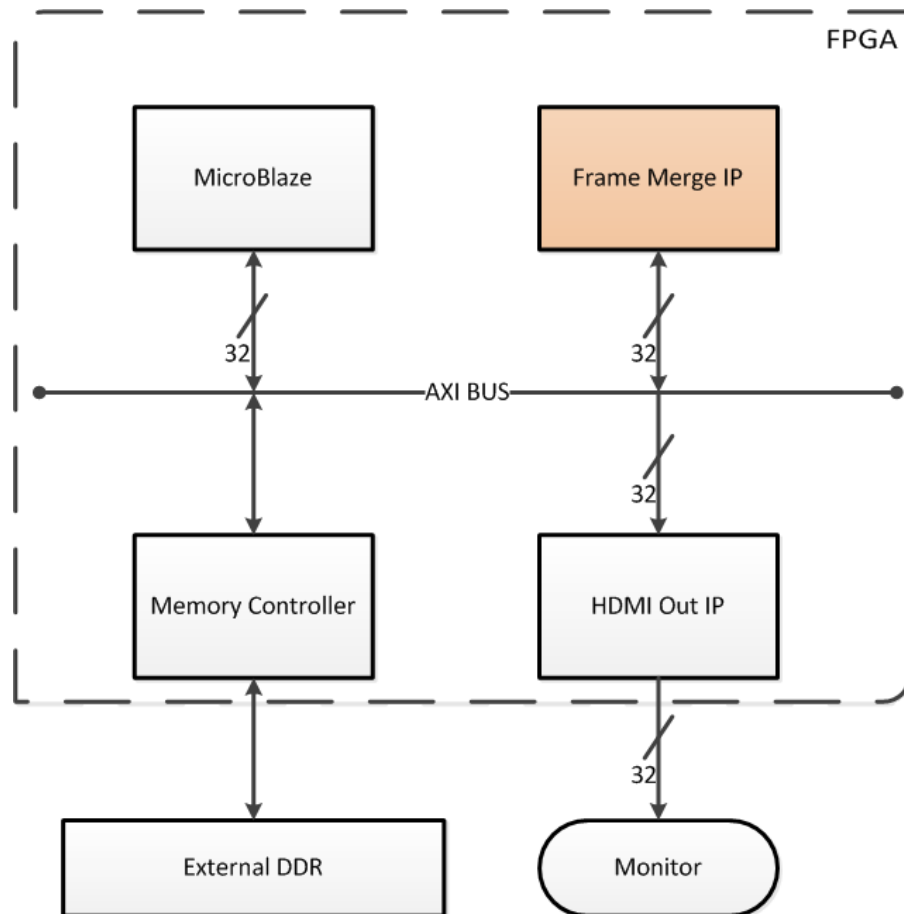 FPGA
MicroBlaze
Frame Merge IP
32
32
AXI BUS
32
Memory Controller
HDMI Out IP
32
External DDR
Monitor